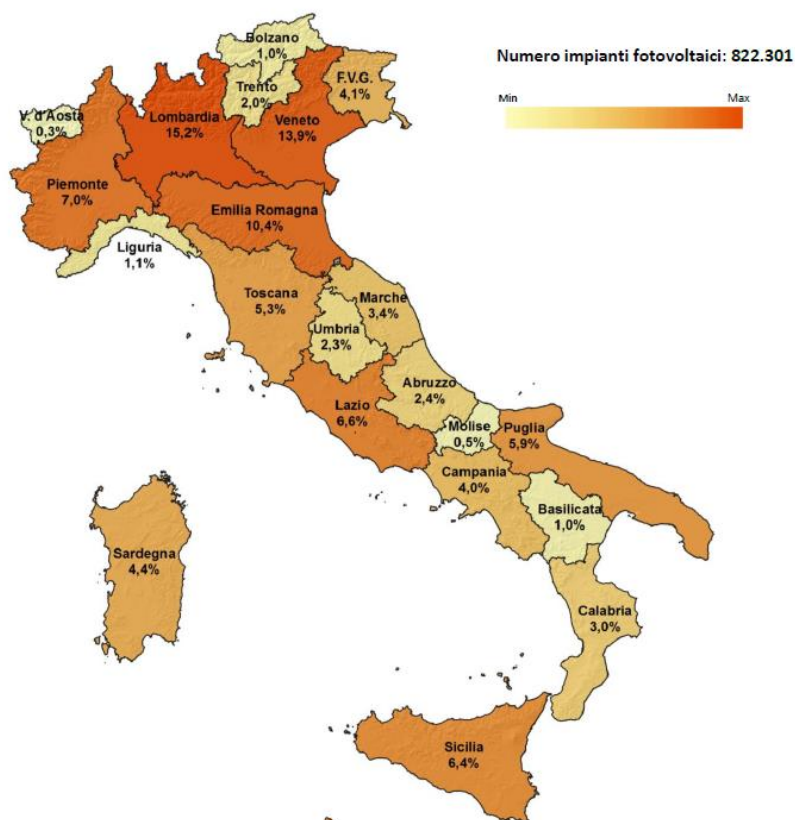 Numero impianti fotovoltaici: 822.301
Min
Max
Bolzano
1,0%
Trento
2,0%
F.V.G.
4,1%
V. d'Aosta
0,3%
Lombardia
15,2%
Veneto
13,9%
Piemonte
7,0%
Emilia Romagna
10,4%
Liguria
1,1%
Toscana
5,3%
Marche
3,4%
Umbria
2,3%
Abruzzo
2,4%
Lazio
6,6%
Molise
0,5%
Puglia
5,9%
Campania
4,0%
Basilicata
1,0%
Sardegna
4,4%
Calabria
3,0%
Sicilia
6,4%